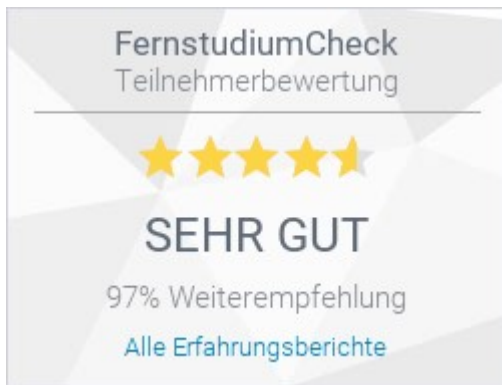 FernstudiumCheck
Teilnehmerbewertung
SEHR GUT
97% Weiterempfehlung
Alle Erfahrungsberichte